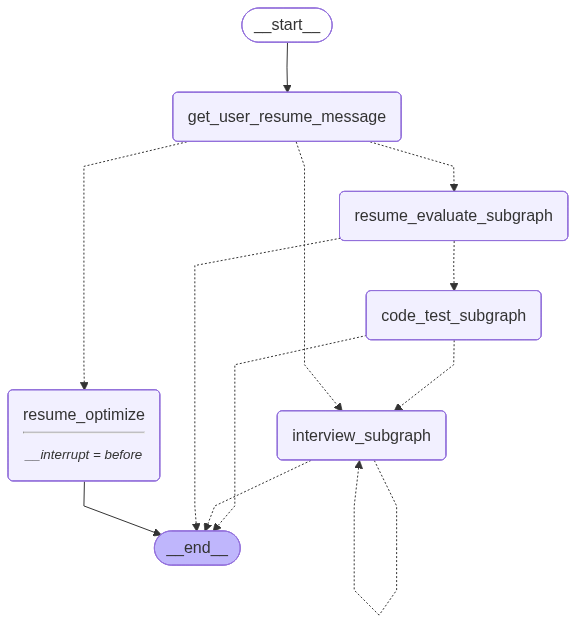 __start__
get_user_resume_message
resume_evaluate_subgraph
code_test_subgraph
resume_optimize
__interrupt = before
interview_subgraph
__end__